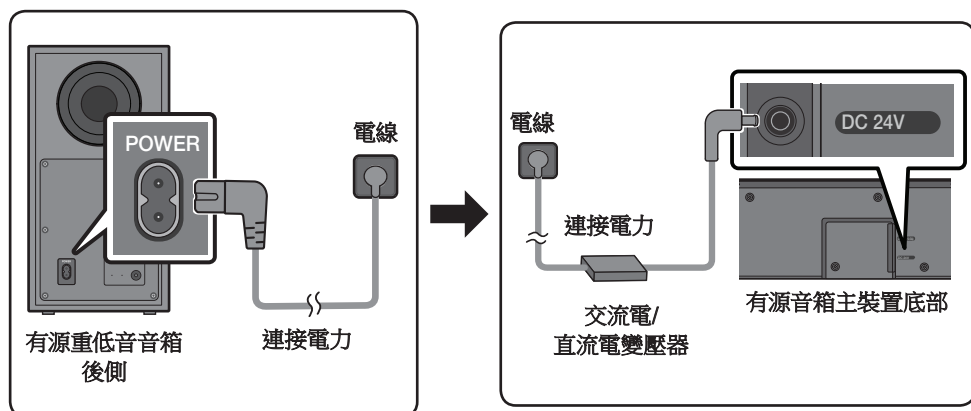 POWER
電線
連接電力
有源重低音音箱
後側
DC 24V
電線
連接電力
交流電/
直流電變壓器
有源音箱主裝置底部